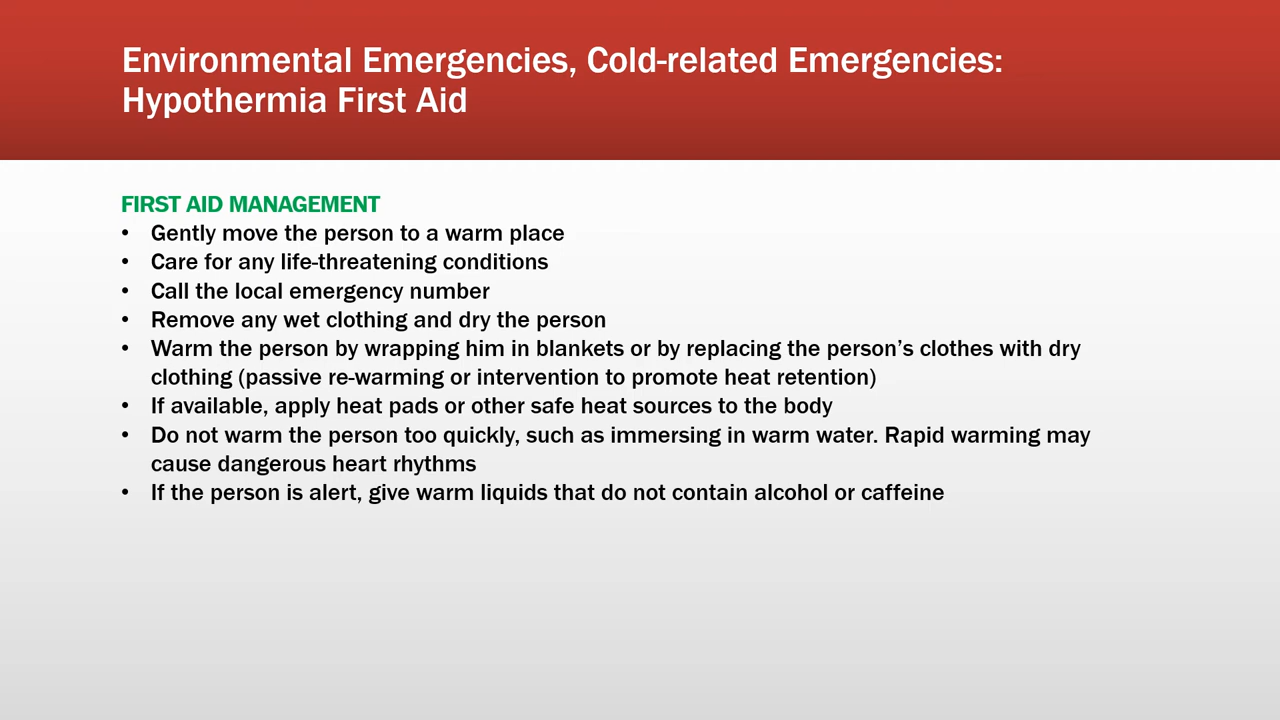 Environmental Emergencies, Cold-related Emergencies:
Hypothermia First Aid
FIRST AID MANAGEMENT
• Gently move the person to a warm place
• Care for any life-threatening conditions
• Call the local emergency number
• Remove any wet clothing and dry the person
• Warm the person by wrapping him in blankets or by replacing the person’s clothes with dry
clothing (passive re-warming or intervention to promote heat retention)
• If available, apply heat pads or other safe heat sources to the body
• Do not warm the person too quickly, such as immersing in warm water. Rapid warming may
cause dangerous heart rhythms
• If the person is alert, give warm liquids that do not contain alcohol or caffeine